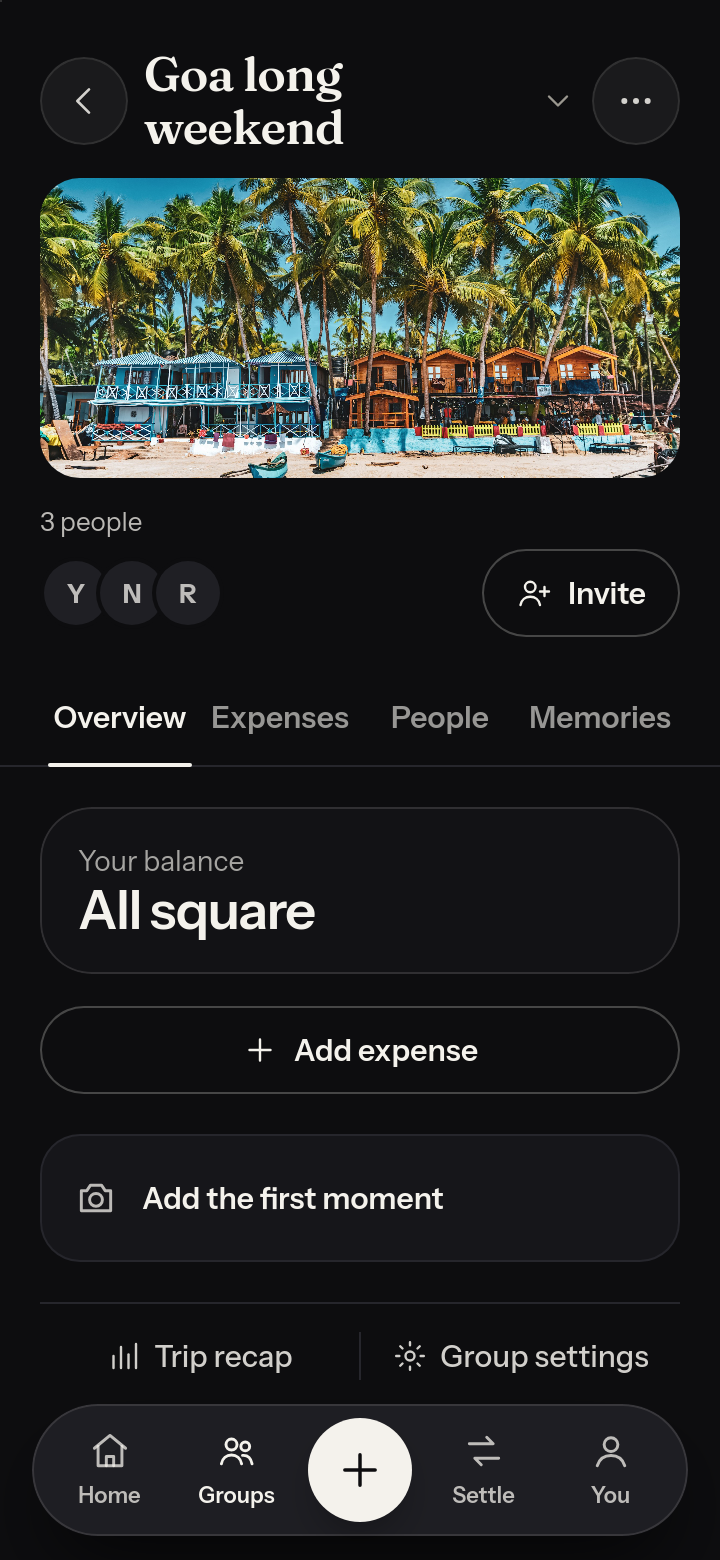 Goa long
weekend
3 people
Y N R
Invite
Overview Expenses People Memories
Your balance
All square
Add expense
Add the first moment
Trip recap Group settings
Home Groups Settle You